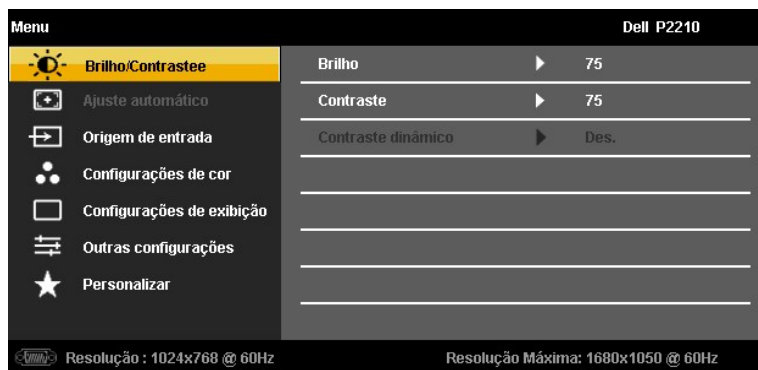 Menu Dell P2210
Brilho/Contrastee Brilho 75
Ajuste automático Contraste 75
Origem de entrada Contraste dinâmico Des.
Configurações de cor
Configurações de exibição
Outras configurações
Personalizar
Resolução : 1024x768 @ 60Hz Resolução Máxima: 1680x1050 @ 60Hz